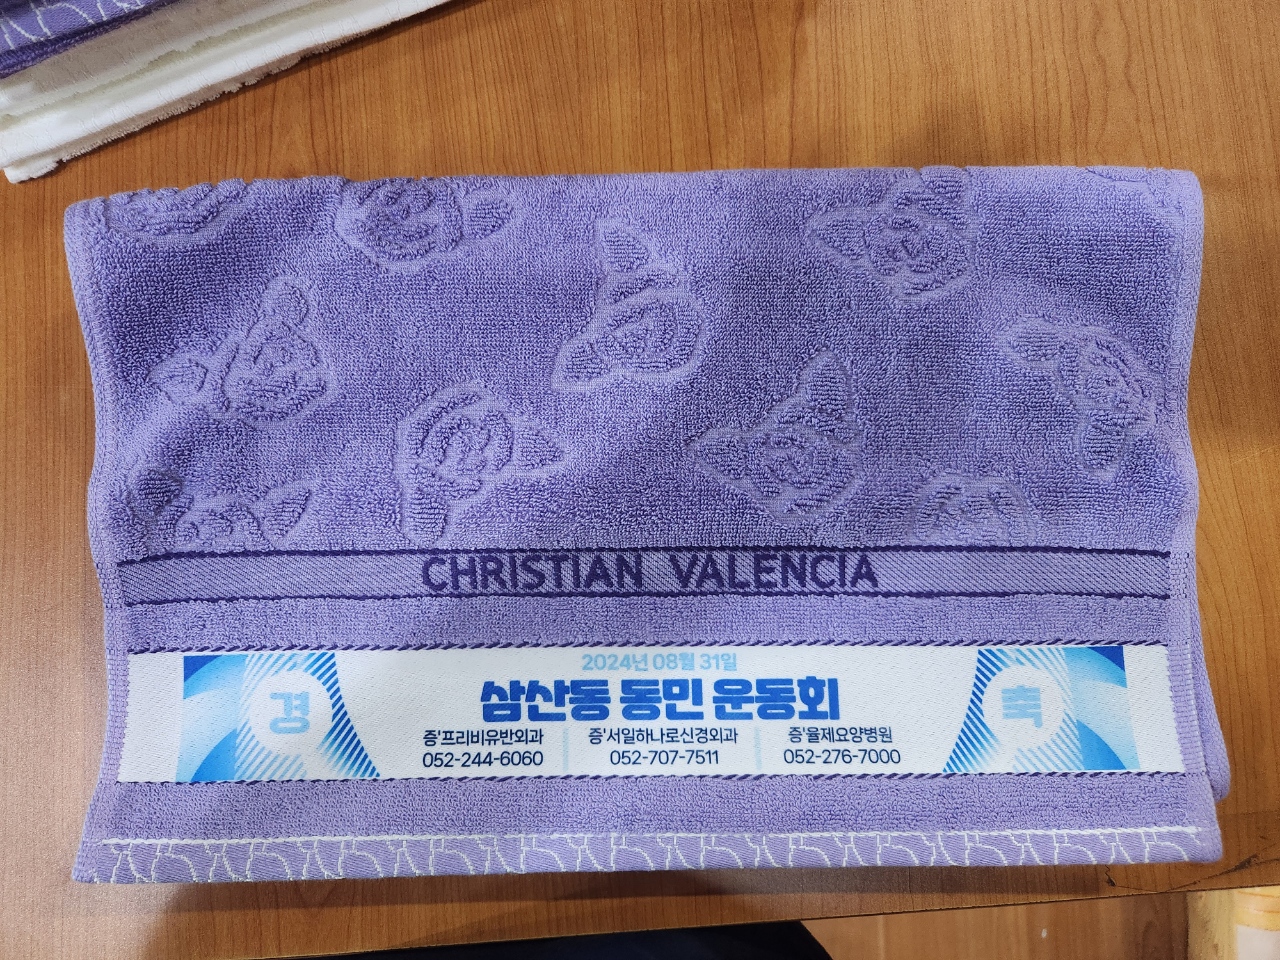 CHRISTIAN VALENCIA
2024년 08월 31일
경
삼산동 동민 운동회
축
증'프리비유반외과
증'서일하나로신경외과
증'율제요양병원
052-244-6060
052-707-7511
052-276-7000